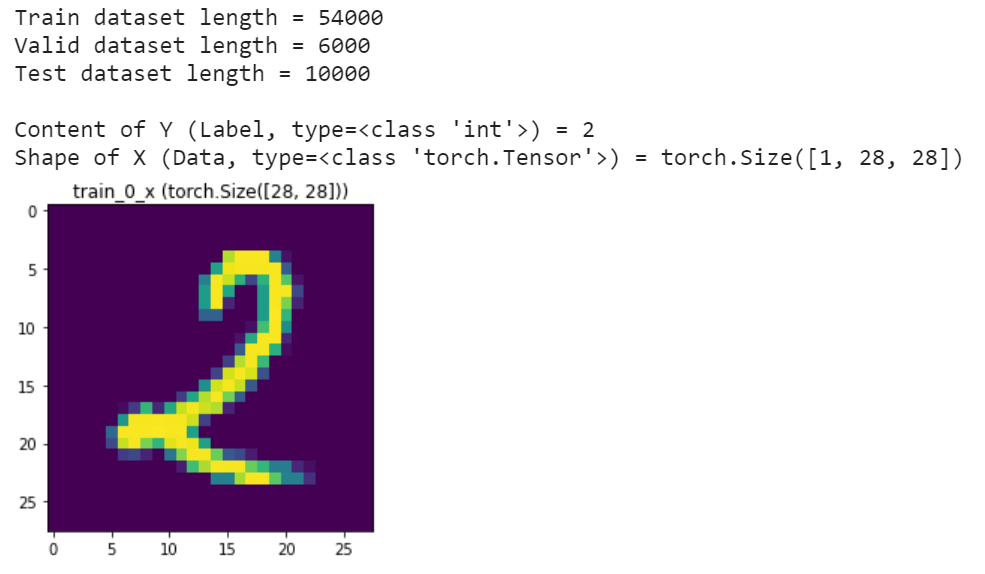 Train dataset length = 54000
Valid dataset length = 6000
Test dataset length = 10000
Content of Y (Label, type=<class 'int'>) = 2
Shape of X (Data, type=<class 'torch.Tensor'>) = torch.Size([1, 28, 28])
train_0_x (torch.Size([28, 28]))
0
5
10
15
20
25
2
0 5 10 15 20 25